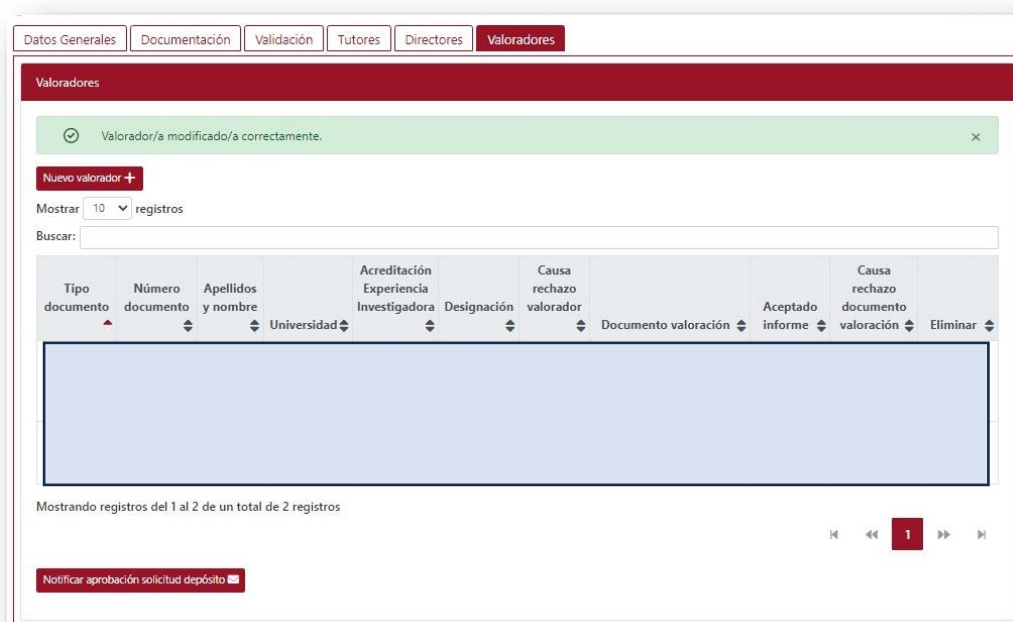 Datos Generales Documentación Validación Tutores Directores Valoradores
Valoradores
Valorador/a modificado/a correctamente. ×
Nuevo valorador +
Mostrar 10 registros
Buscar:
Tipo documento Número documento Apellidos y nombre Universidad Acreditación Experiencia Investigadora Designación Causa rechazo valorador Documento valoración Aceptado informe Causa rechazo documento valoración Eliminar
Mostrando registros del 1 al 2 de un total de 2 registros
1
Notificar aprobación solicitud depósito